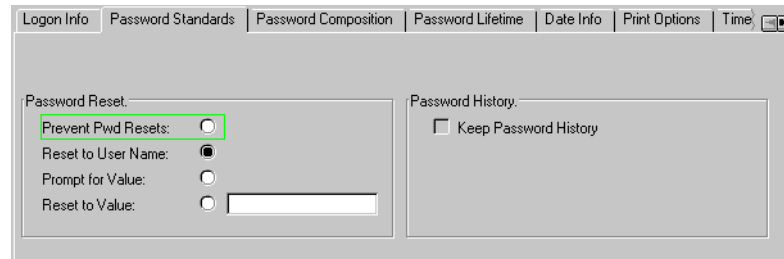 Logon Info Password Standards Password Composition Password Lifetime Date Info Print Options Time
Password Reset.
Prevent Pwd Resets:
Reset to User Name:
Prompt for Value:
Reset to Value:
Password History.
Keep Password History